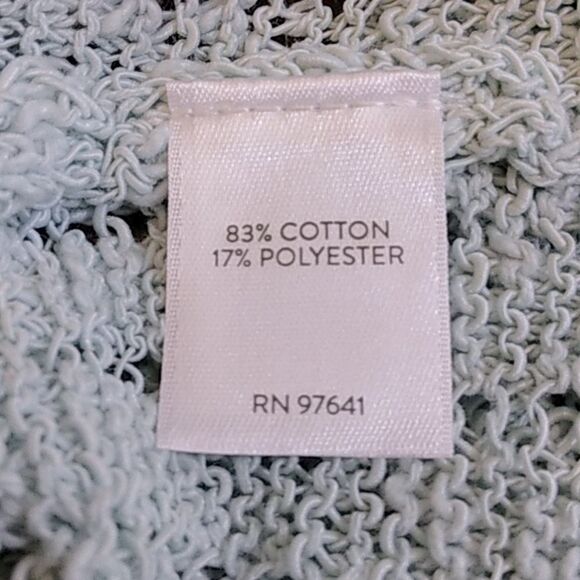 83% COTTON
17% POLYESTER
RN 97641